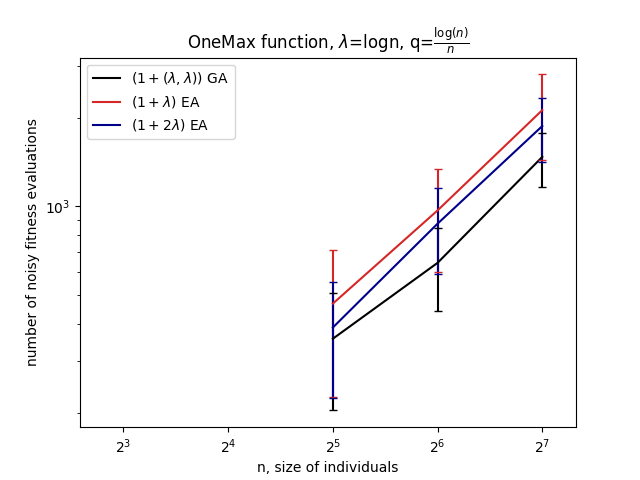 OneMax function, λ=logn, q=log(n)/n
(1 + (λ, λ)) GA
(1 + λ) EA
(1 + 2λ) EA
number of noisy fitness evaluations
10³
2³ 2⁴ 2⁵ 2⁶ 2⁷
n, size of individuals